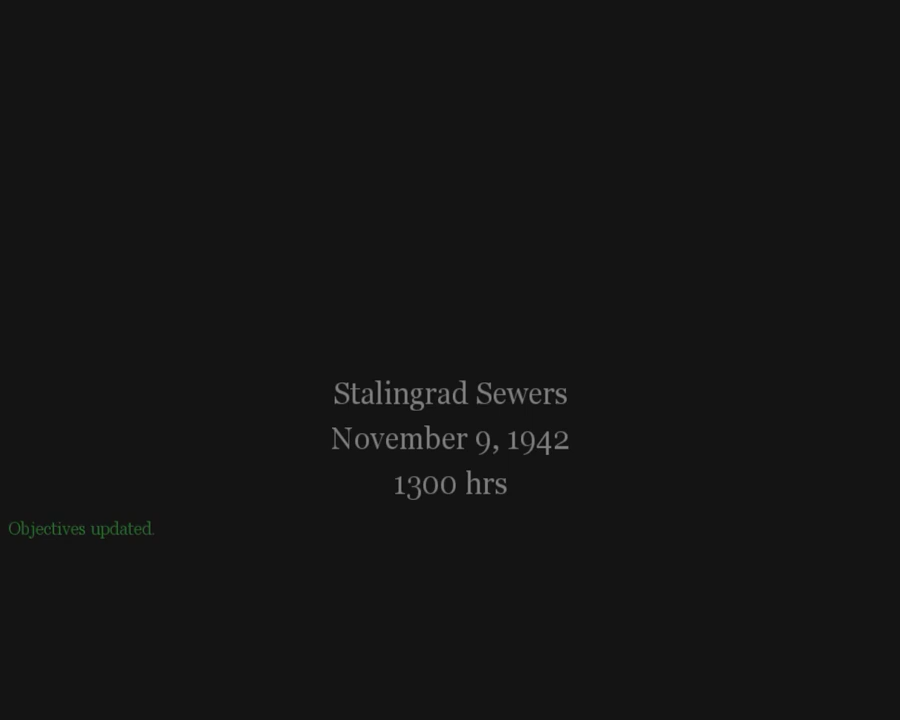 Stalingrad Sewers
November 9, 1942
1300 hrs
Objectives updated.